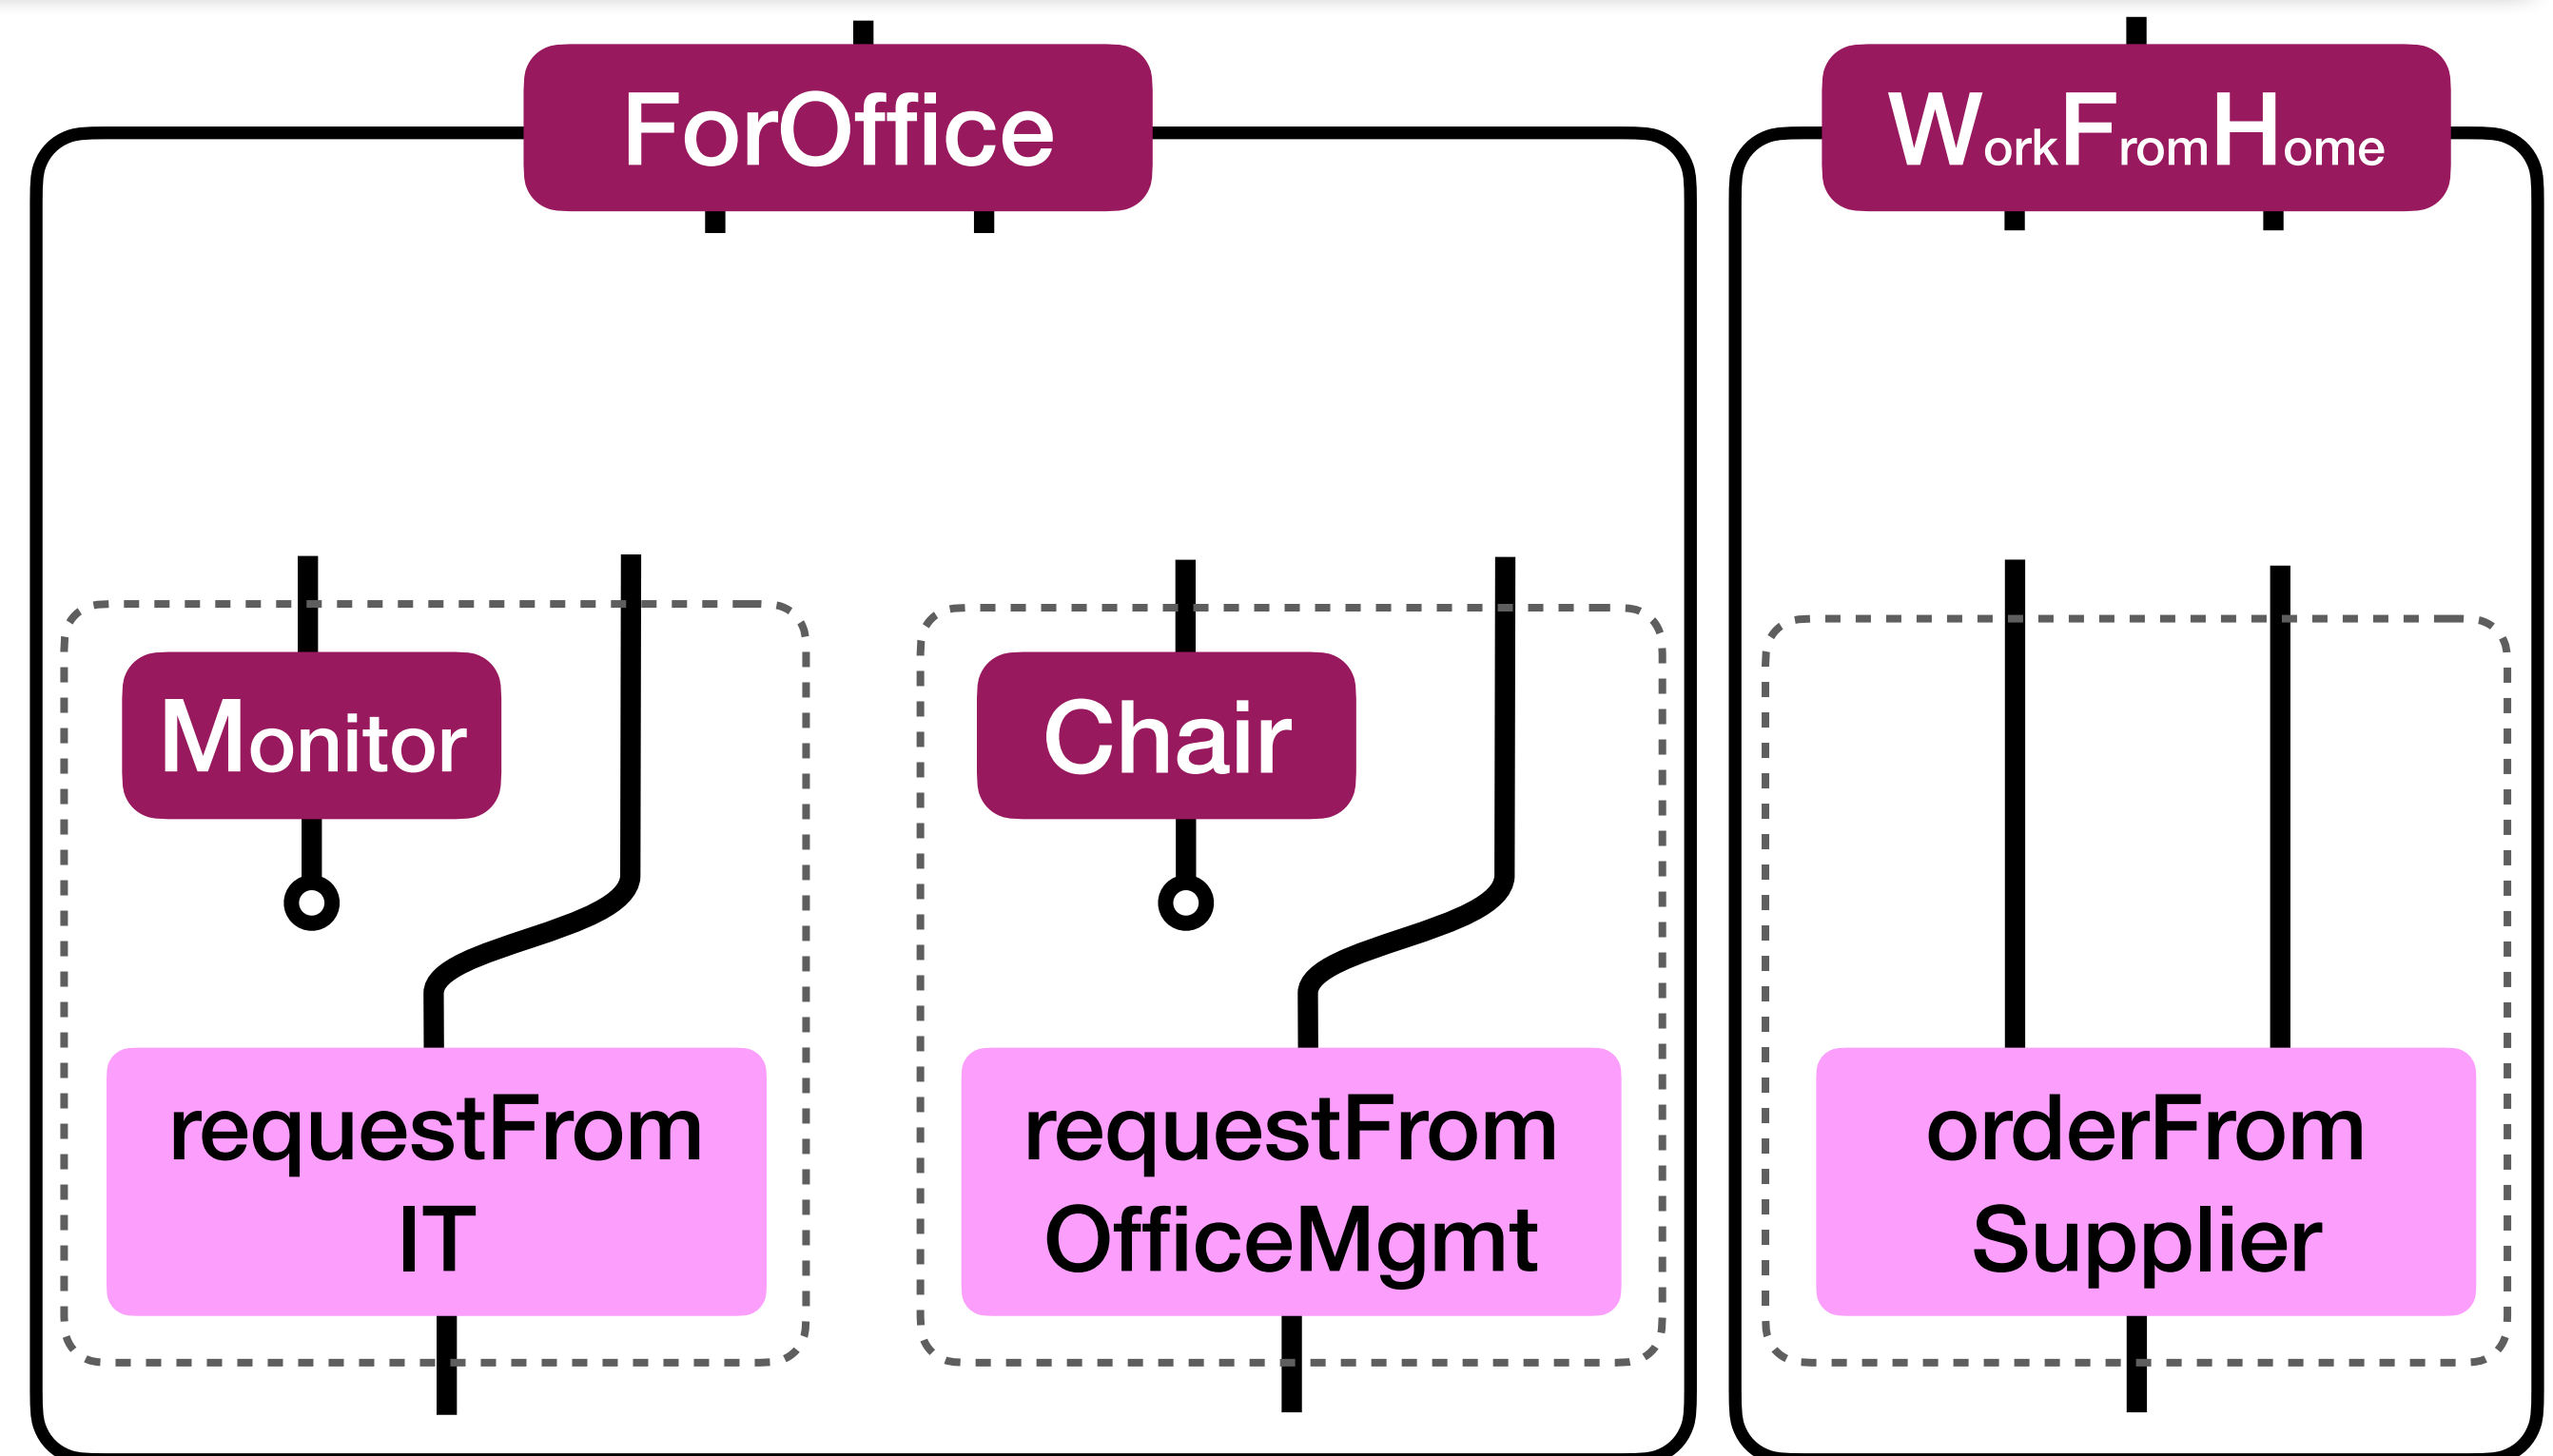 ForOffice
WorkFromHome
Monitor
Chair
requestFrom
IT
requestFrom
OfficeMgmt
orderFrom
Supplier